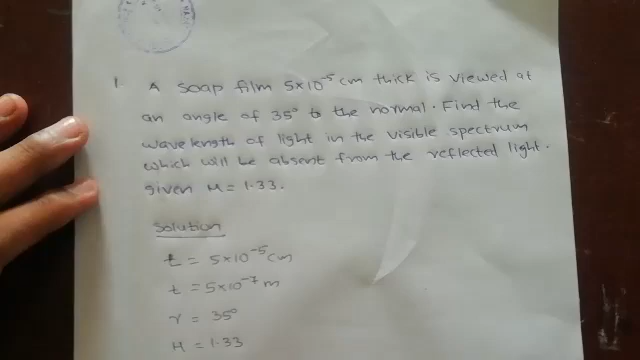 1. A soap film 5×10⁻⁵ cm thick is viewed at
an angle of 35° to the normal. Find the
wavelength of light in the visible spectrum
which will be absent from the reflected light.
given μ = 1.33.
Solution
t = 5×10⁻⁵ cm
t = 5×10⁻⁷ m
r = 35°
μ = 1.33